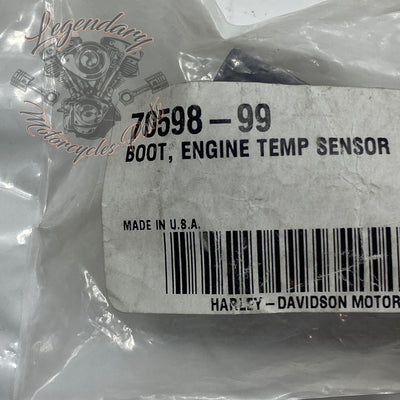 Legendary
Motorcycles
70598-99
BOOT, ENGINE TEMP SENSOR
MADE IN U.S.A.
HARLEY-DAVIDSON MOTOR